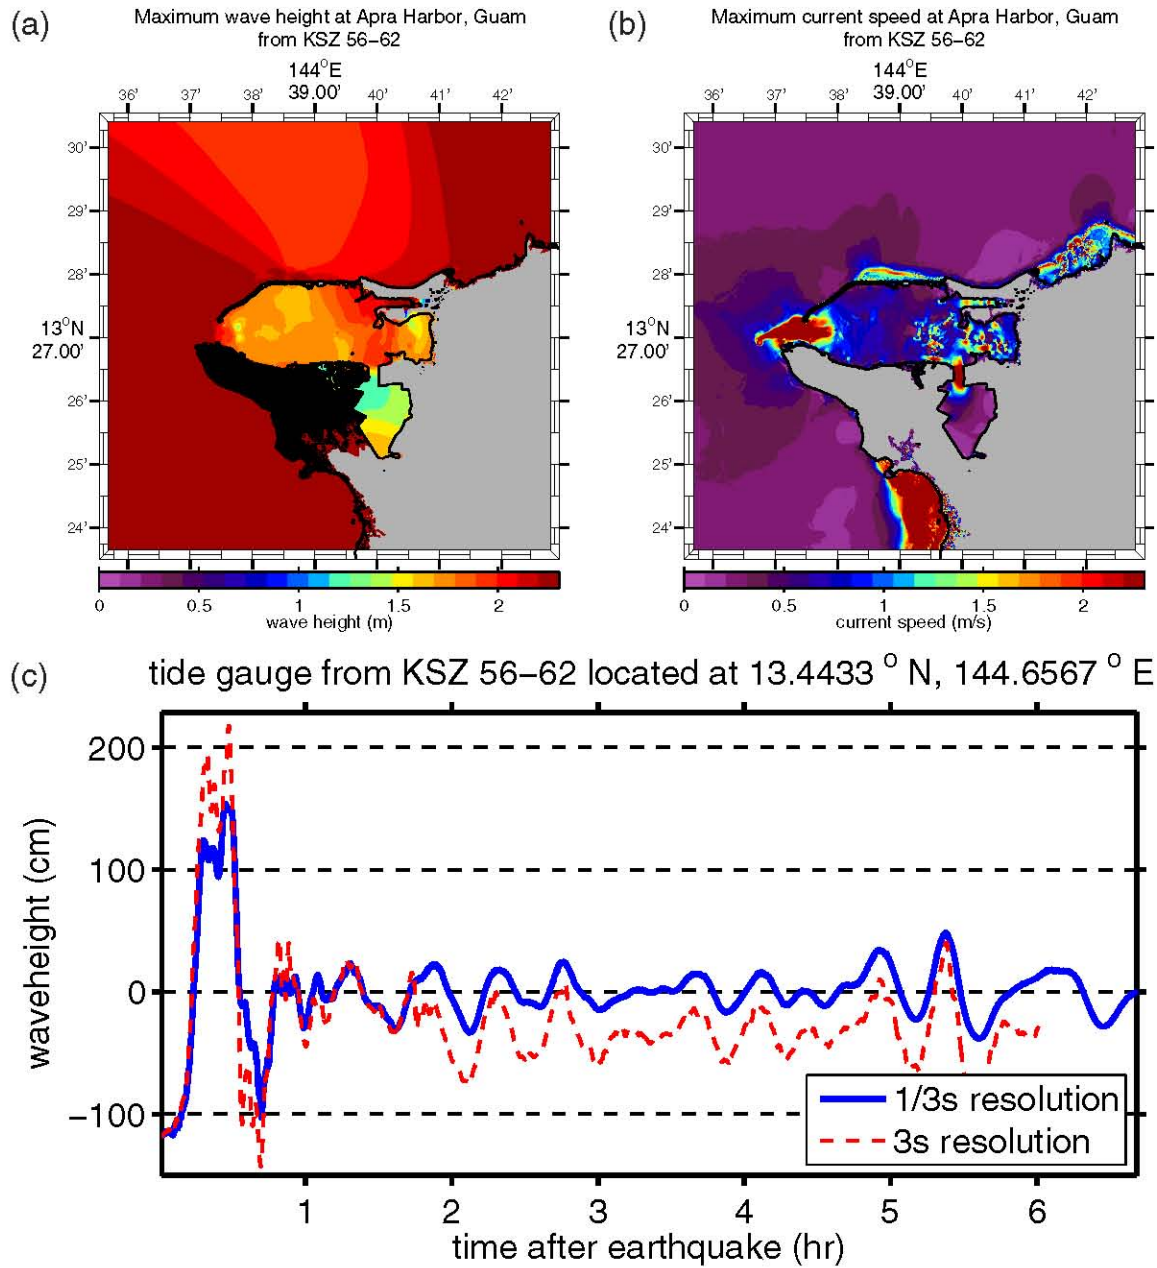 (a)
Maximum wave height at Apra Harbor, Guam
from KSZ 56−62
144°E
36' 37' 38' 39.00' 40' 41' 42'
30'
29'
28'
13°N
27.00'
26'
25'
24'
0 0.5 1 1.5 2
wave height (m)
(b)
Maximum current speed at Apra Harbor, Guam
from KSZ 56−62
144°E
36' 37' 38' 39.00' 40' 41' 42'
30'
29'
28'
13°N
27.00'
26'
25'
24'
0 0.5 1 1.5 2
current speed (m/s)
(c)
tide gauge from KSZ 56−62 located at 13.4433 ° N, 144.6567 ° E
waveheight (cm)
200
100
0
−100
1/3s resolution
3s resolution
1 2 3 4 5 6
time after earthquake (hr)